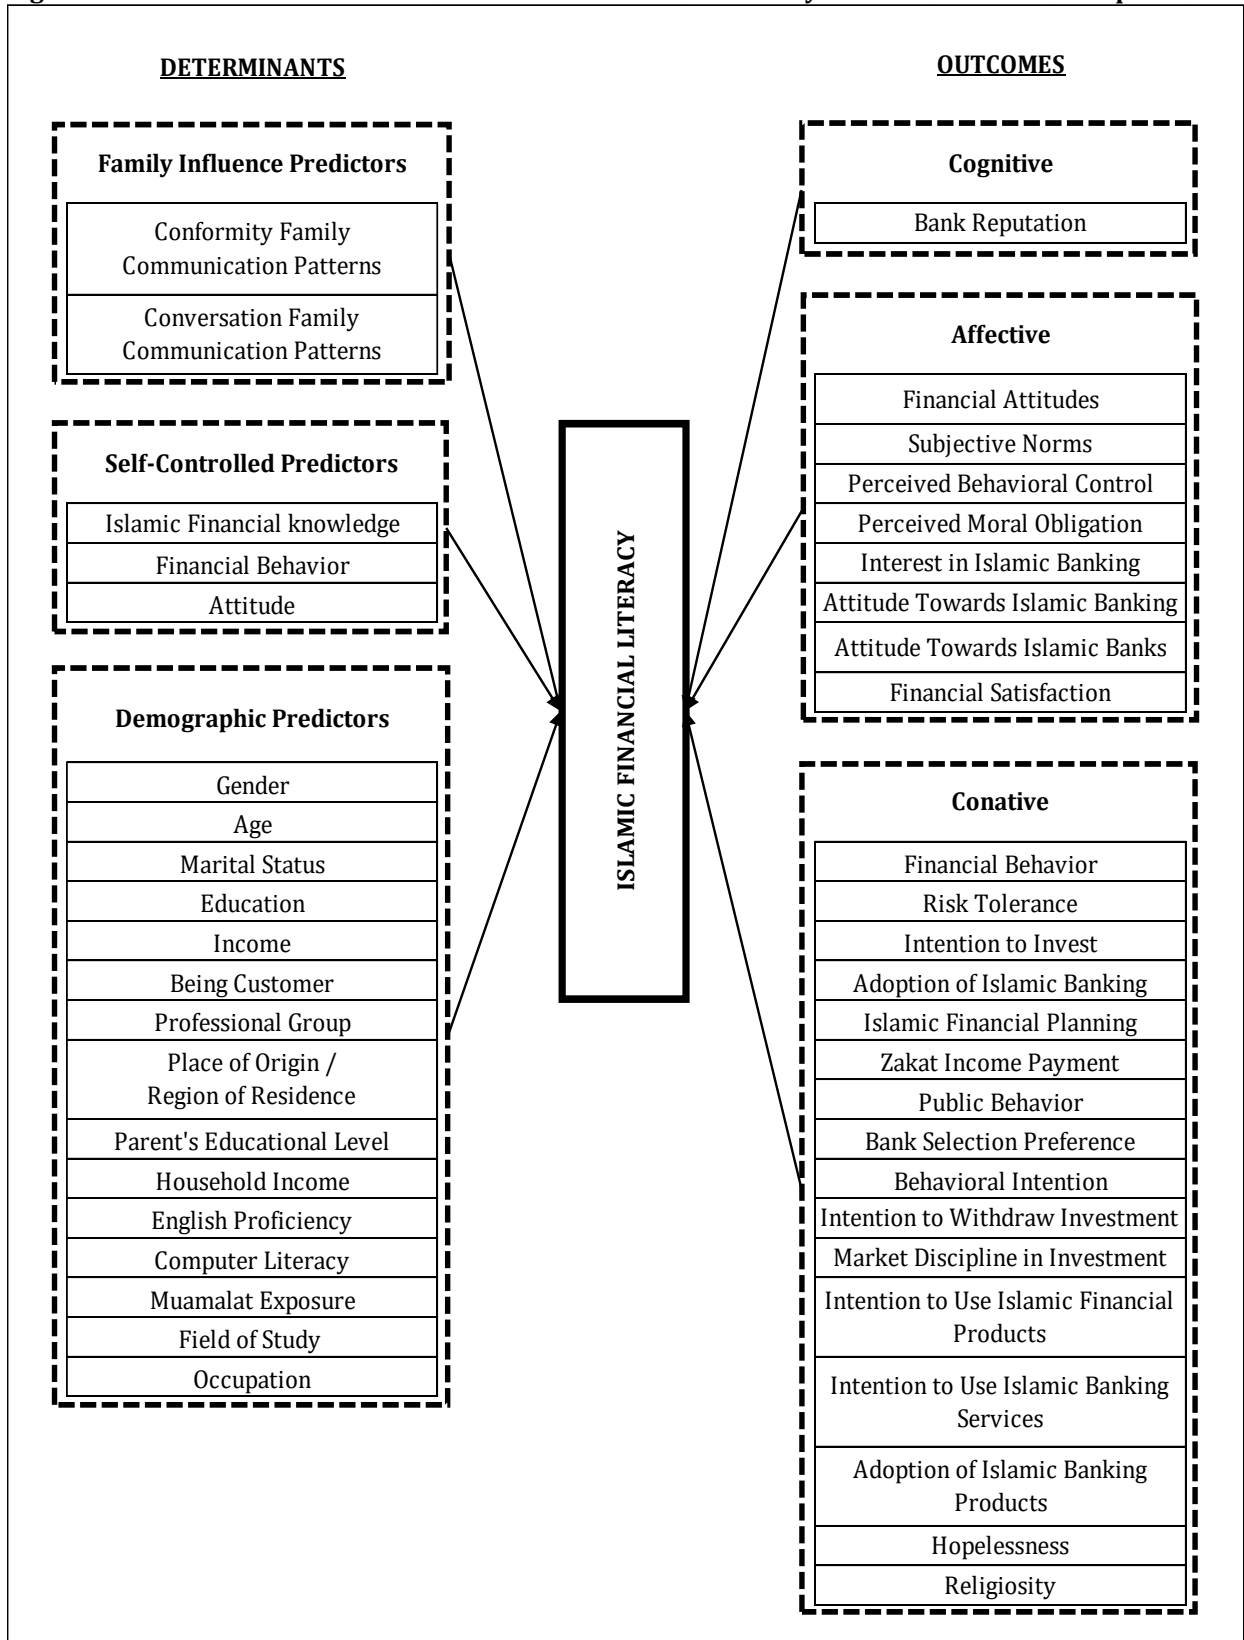 DETERMINANTS
Family Influence Predictors
Conformity Family
Communication Patterns
Conversation Family
Communication Patterns
Self-Controlled Predictors
Islamic Financial knowledge
Financial Behavior
Attitude
Demographic Predictors
Gender
Age
Marital Status
Education
Income
Being Customer
Professional Group
Place of Origin /
Region of Residence
Parent's Educational Level
Household Income
English Proficiency
Computer Literacy
Muamalat Exposure
Field of Study
Occupation
ISLAMIC FINANCIAL LITERACY
OUTCOMES
Cognitive
Bank Reputation
Affective
Financial Attitudes
Subjective Norms
Perceived Behavioral Control
Perceived Moral Obligation
Interest in Islamic Banking
Attitude Towards Islamic Banking
Attitude Towards Islamic Banks
Financial Satisfaction
Conative
Financial Behavior
Risk Tolerance
Intention to Invest
Adoption of Islamic Banking
Islamic Financial Planning
Zakat Income Payment
Public Behavior
Bank Selection Preference
Behavioral Intention
Intention to Withdraw Investment
Market Discipline in Investment
Intention to Use Islamic Financial
Products
Intention to Use Islamic Banking
Services
Adoption of Islamic Banking
Products
Hopelessness
Religiosity